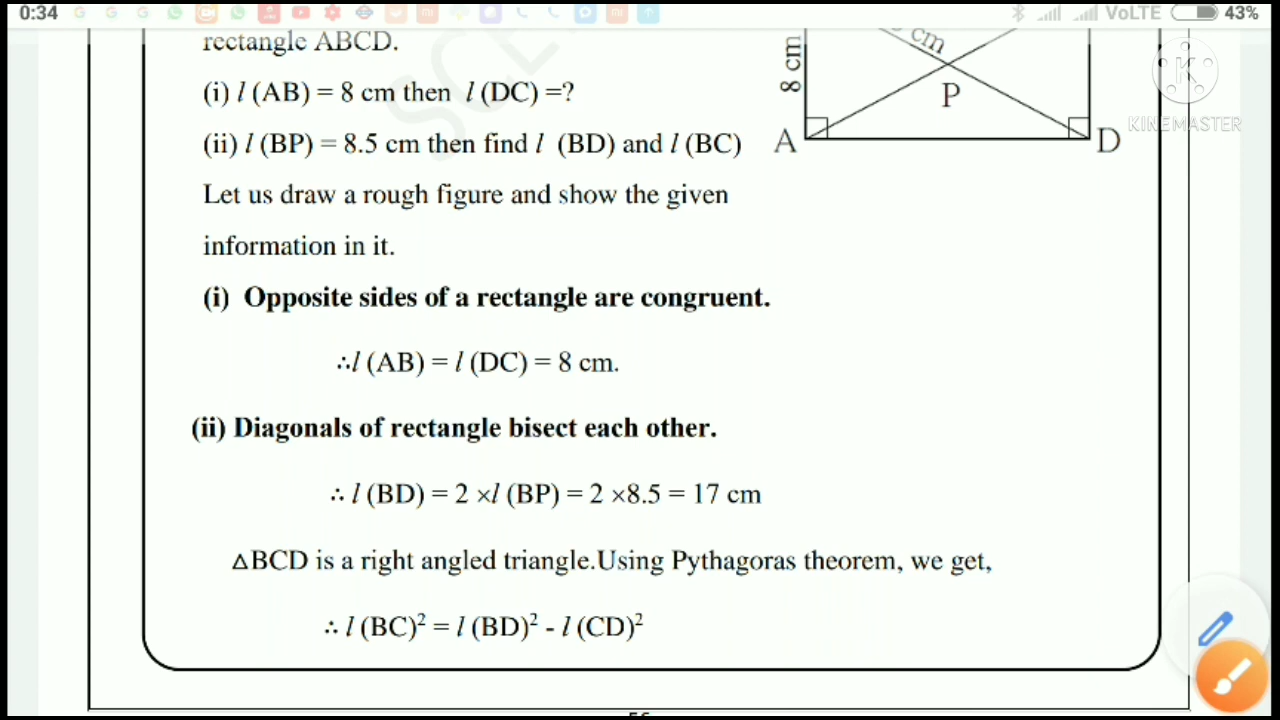 0:34
VoLTE 43%
rectangle ABCD.
(i) l (AB) = 8 cm then l (DC) =?
(ii) l (BP) = 8.5 cm then find l (BD) and l (BC)
8 cm
cm
P
A
D
KINEMASTER
Let us draw a rough figure and show the given
information in it.
(i) Opposite sides of a rectangle are congruent.
∴l (AB) = l (DC) = 8 cm.
(ii) Diagonals of rectangle bisect each other.
∴ l (BD) = 2 ×l (BP) = 2 ×8.5 = 17 cm
△BCD is a right angled triangle.Using Pythagoras theorem, we get,
∴ l (BC)² = l (BD)² - l (CD)²